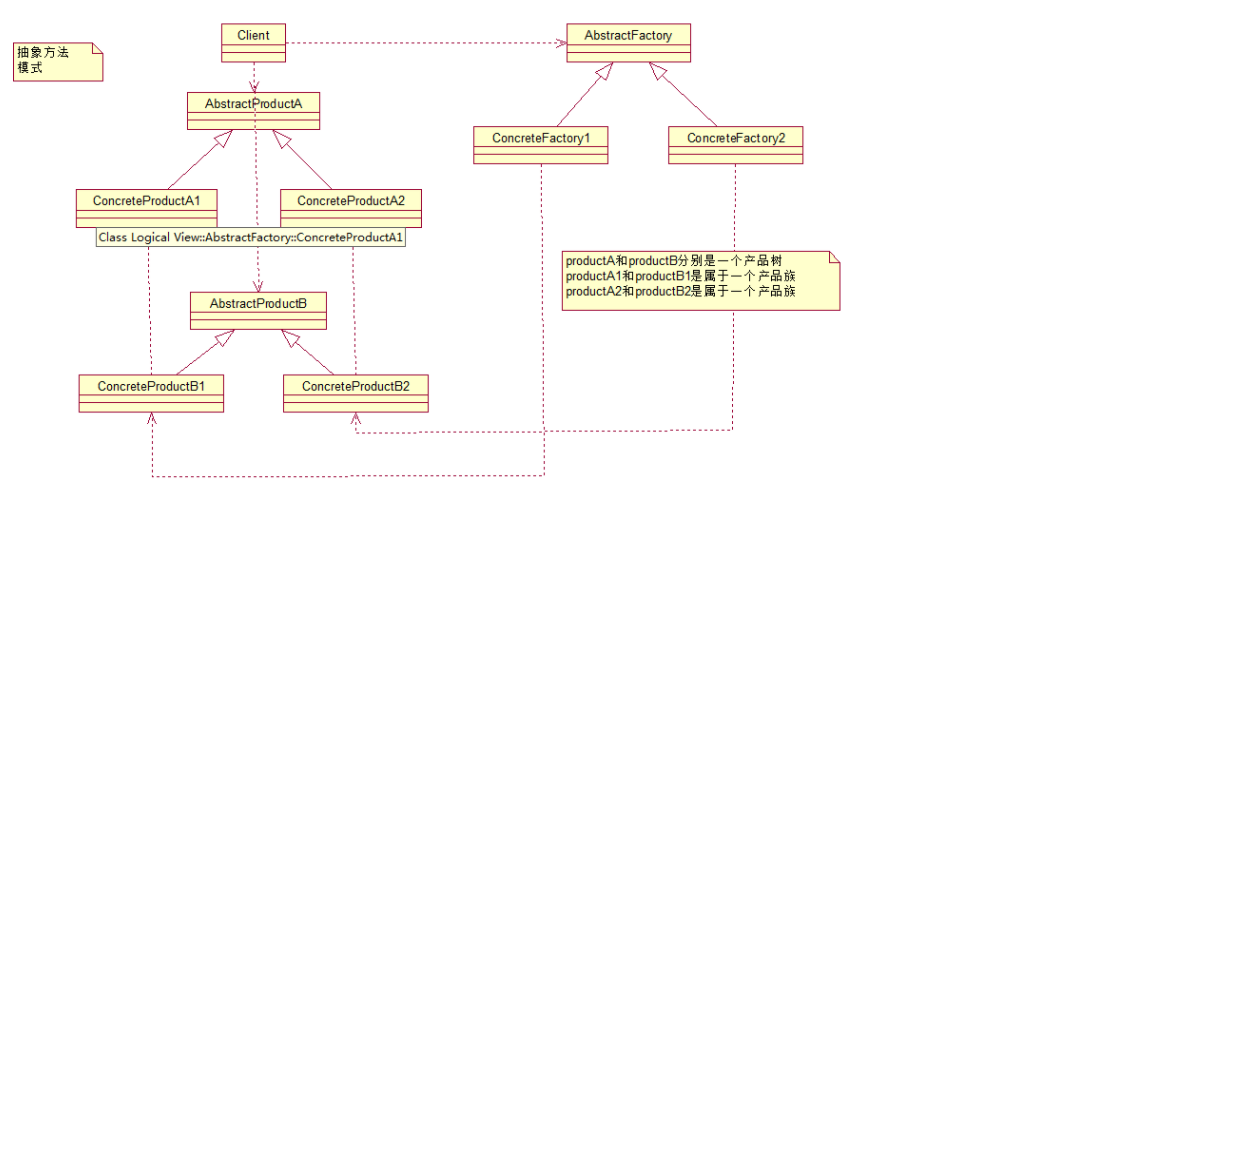 Client
AbstractFactory
抽象方法
模式
AbstractProductA
ConcreteFactory1
ConcreteFactory2
ConcreteProductA1
ConcreteProductA2
Class Logical View::AbstractFactory::ConcreteProductA1
productA和productB分别是一个产品树
productA1和productB1是属于一个产品族
productA2和productB2是属于一个产品族
AbstractProductB
ConcreteProductB1
ConcreteProductB2